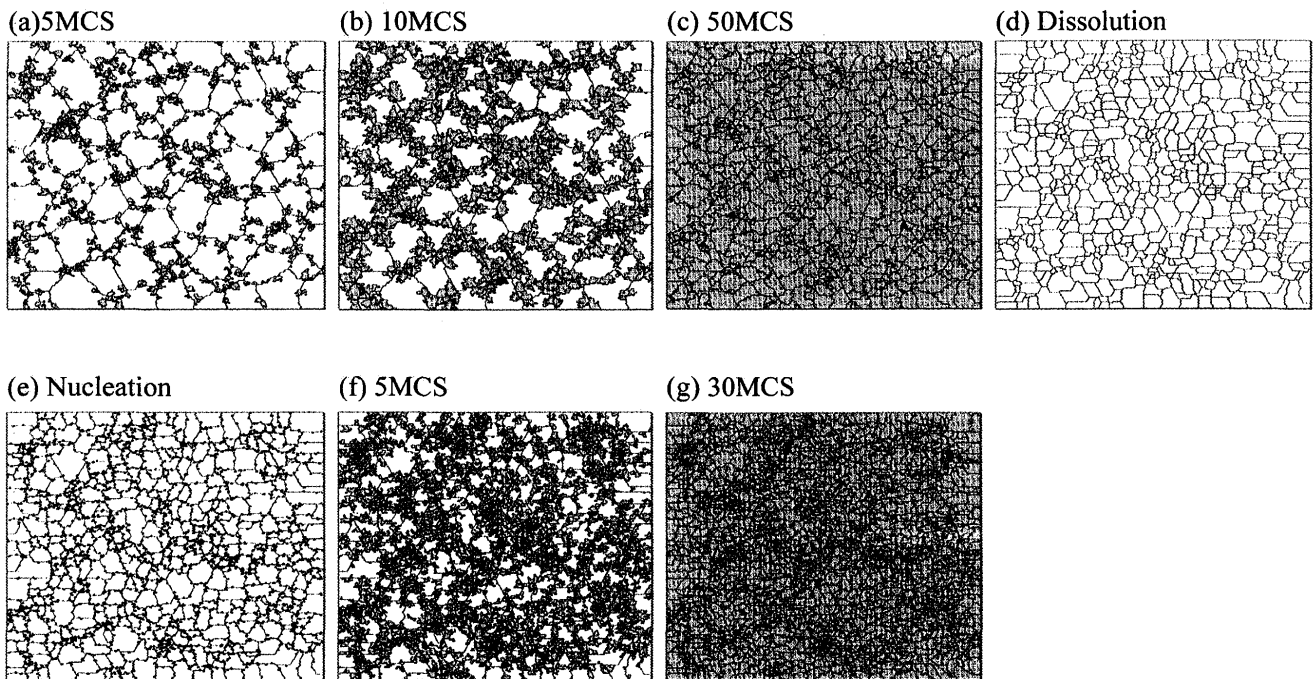 (a)5MCS
(b) 10MCS
(c) 50MCS
(d) Dissolution
(e) Nucleation
(f) 5MCS
(g) 30MCS